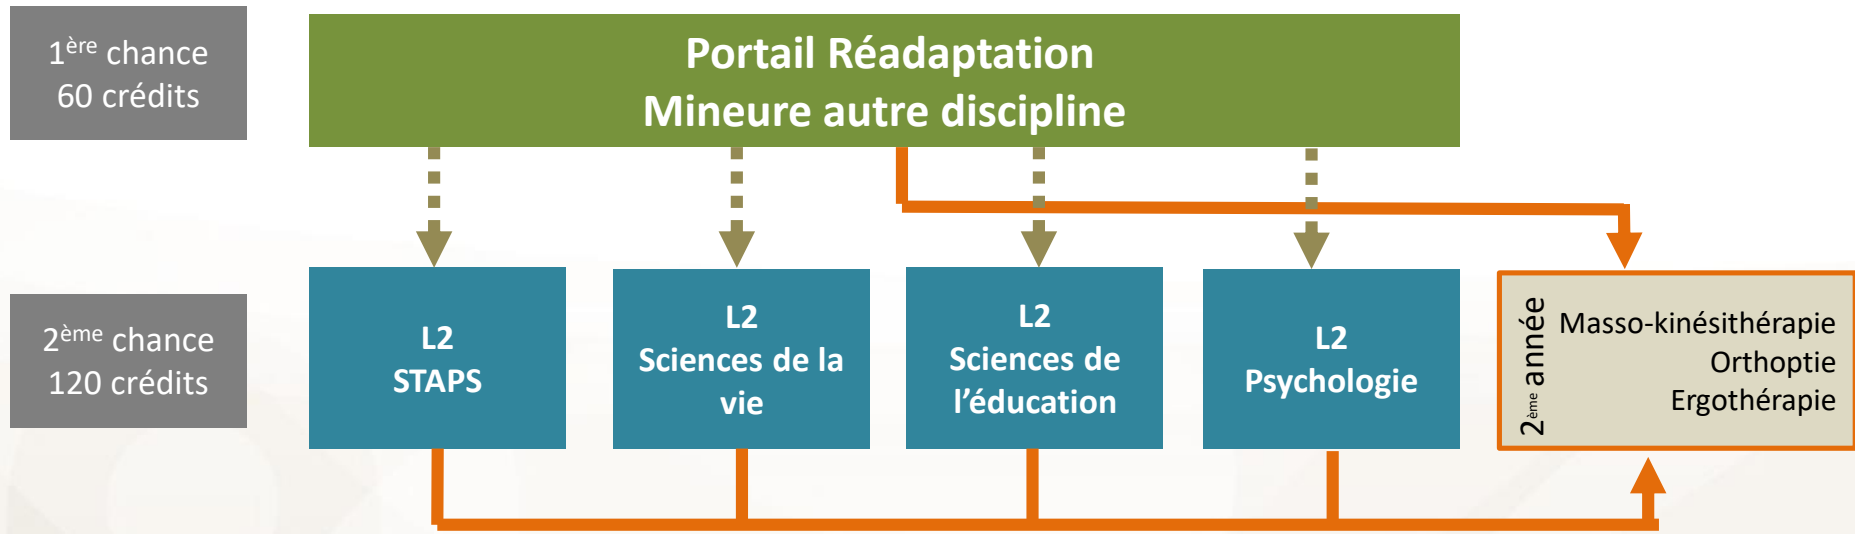 1ère chance
60 crédits
Portail Réadaptation
Mineure autre discipline
2ème chance
120 crédits
L2
STAPS
L2
Sciences de la
vie
L2
Sciences de
l’éducation
L2
Psychologie
2ème année
Masso-kinésithérapie
Orthoptie
Ergothérapie